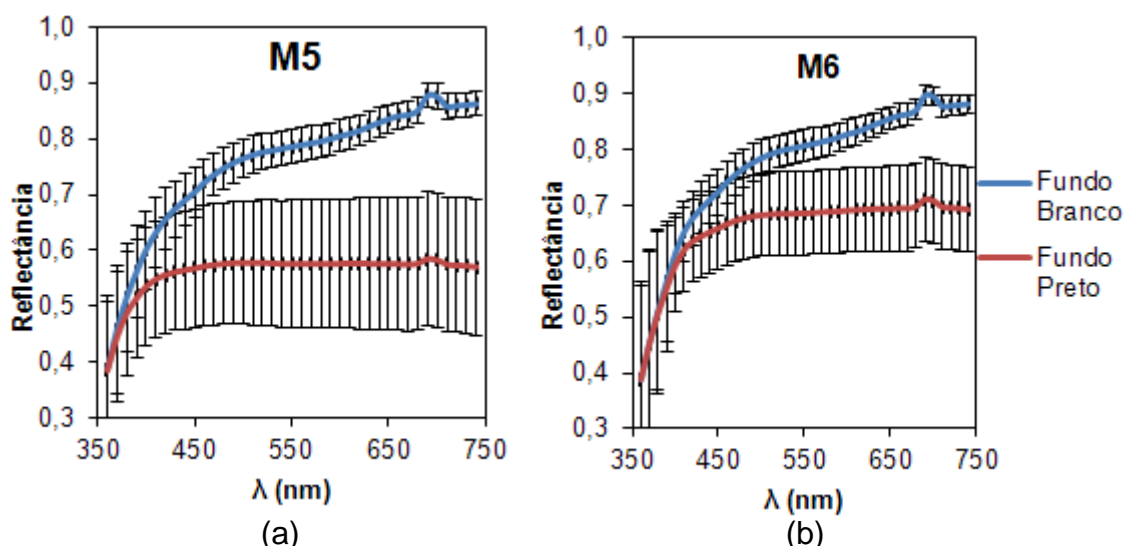 M5
Reflectância
1,0
0,9
0,8
0,7
0,6
0,5
0,4
0,3
350 450 550 650 750
λ (nm)
(a)
M6
Reflectância
1,0
0,9
0,8
0,7
0,6
0,5
0,4
0,3
350 450 550 650 750
λ (nm)
(b)
Fundo
Branco
Fundo
Preto